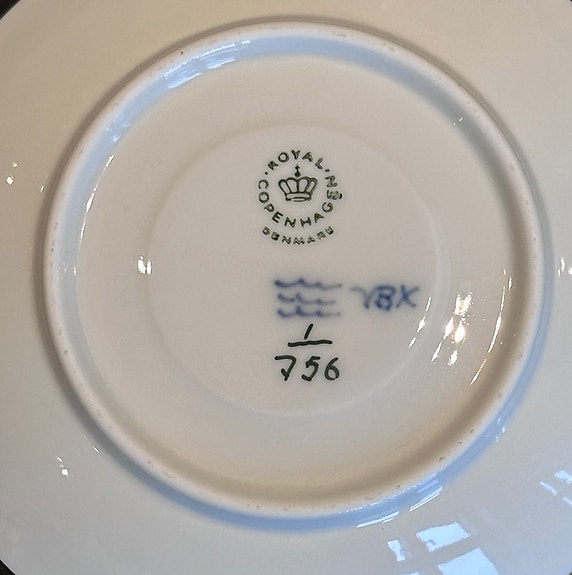 ROYAL
COPENHAGEN
DENMARK
VBX
1
756